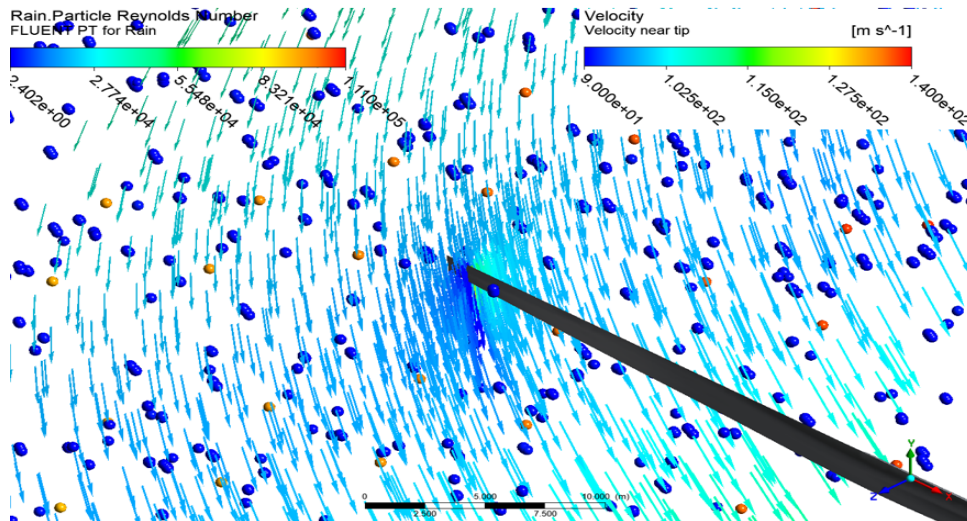 Rain.Particle Reynolds Number
FLUENT PT for Rain
2.402e+00
2.774e+04
5.548e+04
8.321e+04
1.110e+05
Velocity
Velocity near tip
[m s^-1]
9.000e+01
1.025e+02
1.150e+02
1.275e+02
1.400e+02
0
5.000
10.000 (m)
2.500
7.500
Y
Z
X